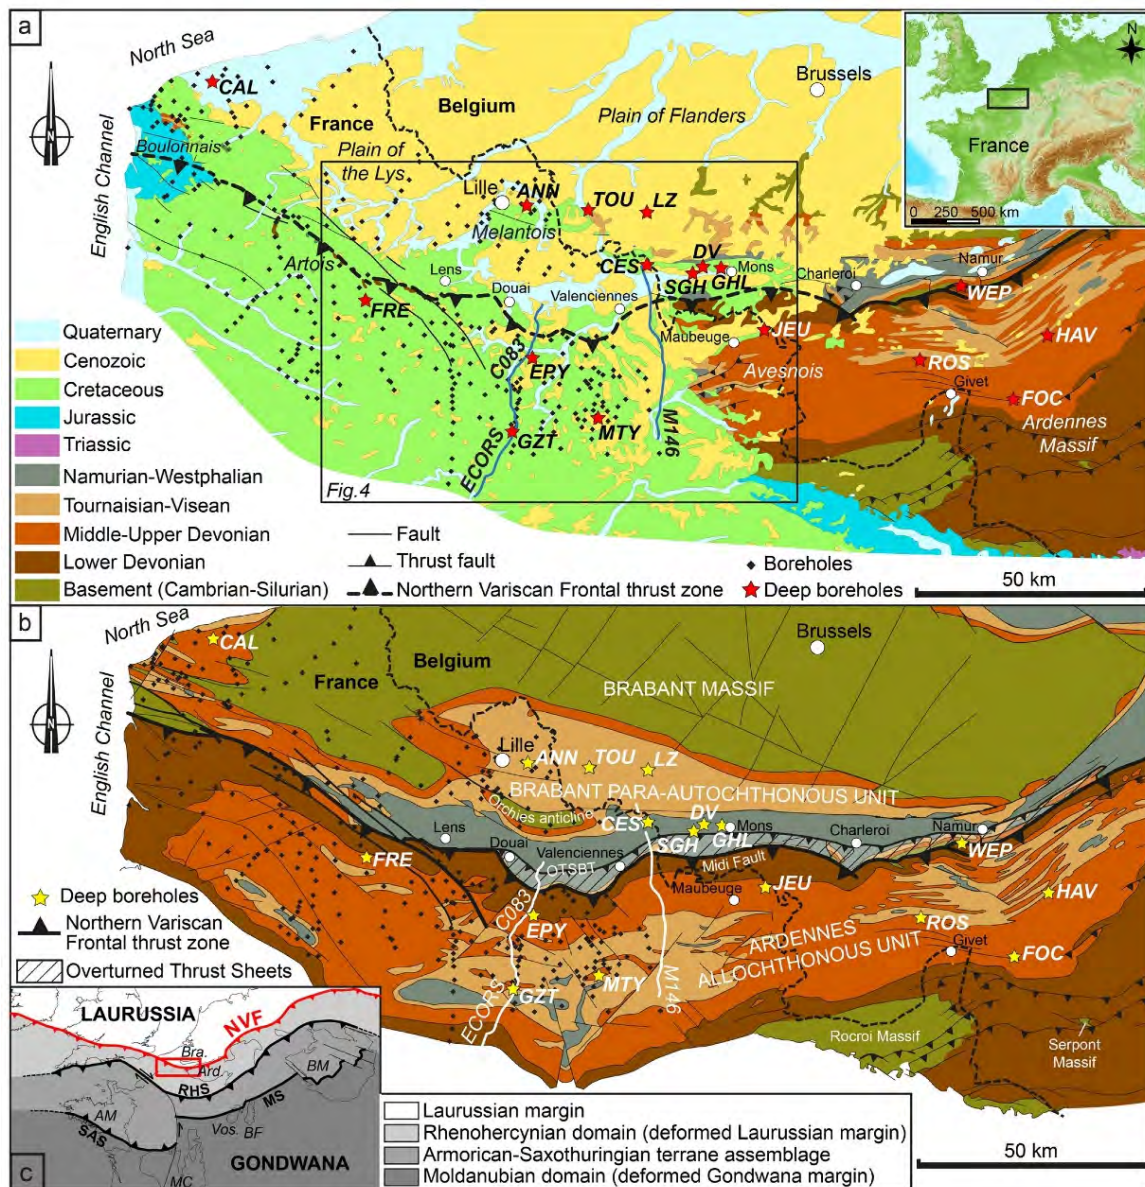 a
North Sea
CAL
Brussels
N
Belgium
France
Plain of Flanders
Boulonnais
Plain of
the Lys
France
0 250 500 km
English Channel
N
Lille
ANN
TOU
LZ
Melantois
Artois
Lens
CES
DV
Mons
SGH
GHL
Charleroi
Namur
Douai
Valenciennes
WEP
FRE
Maubeuge
JEU
HAV
C083
EPY
Avesnois
ROS
Givet
FOC
Ardennes
Massif
MTY
M146
GZT
ECORS
Fig.4
Quaternary
Cenozoic
Cretaceous
Jurassic
Triassic
Namurian-Westphalian
Tournaisian-Visean
Middle-Upper Devonian
Lower Devonian
Basement (Cambrian-Silurian)
Fault
Thrust fault
Northern Variscan Frontal thrust zone
Boreholes
Deep boreholes
50 km
b
North Sea
CAL
Brussels
Belgium
France
BRABANT MASSIF
English Channel
N
Lille
ANN
TOU
LZ
BRABANT PARA-AUTOCHTHONOUS UNIT
Orchies anticline
CES
DV
Lens
SGH
GHL
Mons
Charleroi
Namur
Douai
Valenciennes
OTSBT
Midi Fault
WEP
FRE
Maubeuge
JEU
HAV
C083
EPY
ROS
ARDENNES
ALLOCHTHONOUS UNIT
Givet
FOC
MTY
M146
GZT
ECORS
Rocroi Massif
Serpont
Massif
Deep boreholes
Northern Variscan
Frontal thrust zone
Overturned Thrust Sheets
LAURUSSIA
NVF
Bra.
Ard.
RHS
BM
MS
AM
Vos.
BF
SAS
GONDWANA
MC
c
Laurussian margin
Rhenohercynian domain (deformed Laurussian margin)
Armorican-Saxothuringian terrane assemblage
Moldanubian domain (deformed Gondwana margin)
50 km